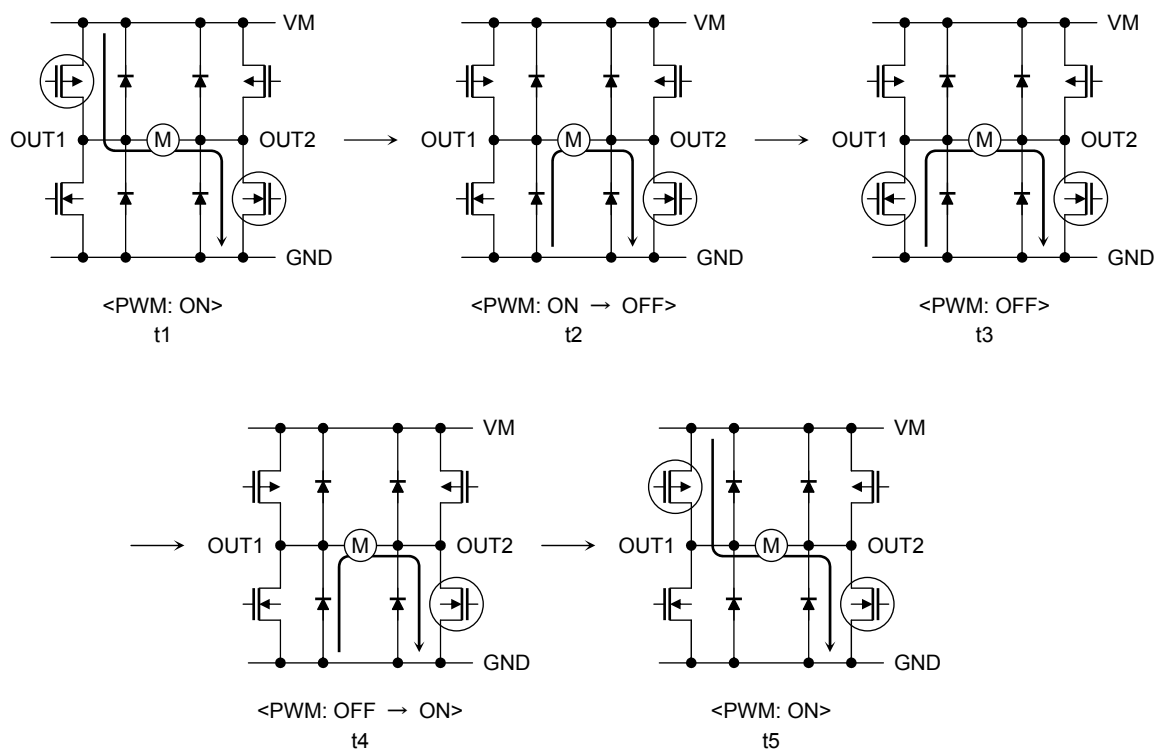 VM
VM
VM
OUT1 M OUT2
OUT1 M OUT2
OUT1 M OUT2
GND
GND
GND
<PWM: ON>
t1
<PWM: ON → OFF>
t2
<PWM: OFF>
t3
VM
VM
OUT1 M OUT2
OUT1 M OUT2
GND
GND
<PWM: OFF → ON>
t4
<PWM: ON>
t5